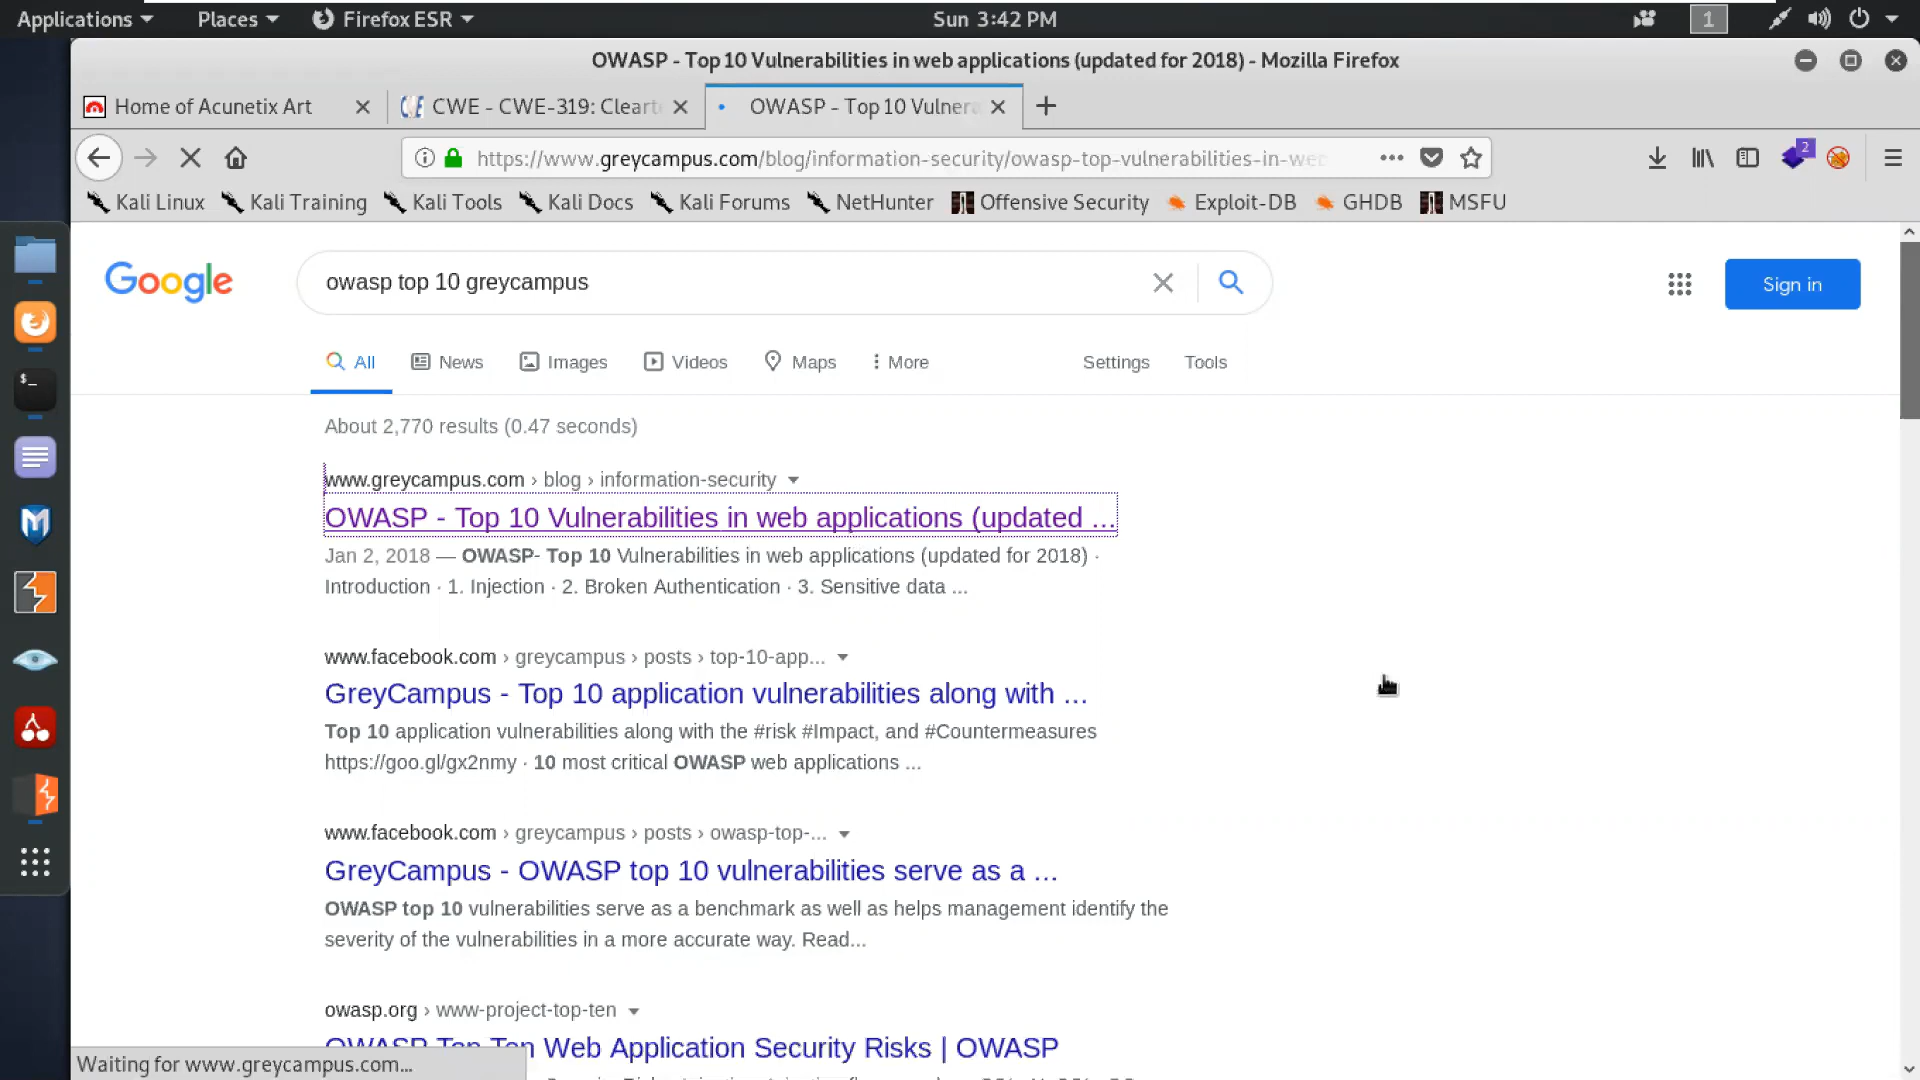 Applications Places Firefox ESR Sun 3:42 PM 1
OWASP - Top 10 Vulnerabilities in web applications (updated for 2018) - Mozilla Firefox
Home of Acunetix Art CWE - CWE-319: Clearte OWASP - Top 10 Vulnera
https://www.greycampus.com/blog/information-security/owasp-top-vulnerabilities-in-web 2
Kali Linux Kali Training Kali Tools Kali Docs Kali Forums NetHunter Offensive Security Exploit-DB GHDB MSFU
Google owasp top 10 greycampus Sign in
All News Images Videos Maps More Settings Tools
About 2,770 results (0.47 seconds)
www.greycampus.com › blog › information-security
OWASP - Top 10 Vulnerabilities in web applications (updated ...
Jan 2, 2018 — OWASP- Top 10 Vulnerabilities in web applications (updated for 2018) ·
Introduction · 1. Injection · 2. Broken Authentication · 3. Sensitive data ...
www.facebook.com › greycampus › posts › top-10-app...
GreyCampus - Top 10 application vulnerabilities along with ...
Top 10 application vulnerabilities along with the #risk #Impact, and #Countermeasures
https://goo.gl/gx2nmy · 10 most critical OWASP web applications ...
www.facebook.com › greycampus › posts › owasp-top-...
GreyCampus - OWASP top 10 vulnerabilities serve as a ...
OWASP top 10 vulnerabilities serve as a benchmark as well as helps management identify the
severity of the vulnerabilities in a more accurate way. Read...
owasp.org › www-project-top-ten
OWASP Top Ten Web Application Security Risks | OWASP
Waiting for www.greycampus.com...